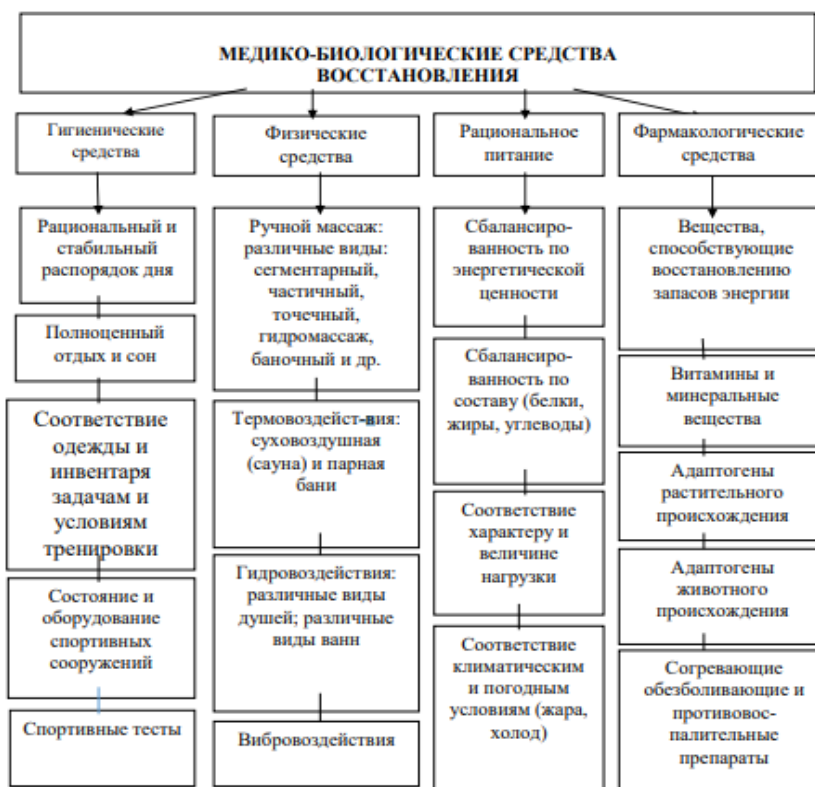 МЕДИКО-БИОЛОГИЧЕСКИЕ СРЕДСТВА
ВОССТАНОВЛЕНИЯ
Гигиенические
средства
Физические
средства
Рациональное
питание
Фармакологические
средства
Рациональный и
стабильный
распорядок дня
Полноценный
отдых и сон
Соответствие
одежды и
инвентаря
задачам и
условиям
тренировки
Состояние и
оборудование
спортивных
сооружений
Спортивные тесты
Ручной массаж:
различные виды:
сегментарный,
частичный,
точечный,
гидромассаж,
баночный и др.
Термовоздейст-вия:
суховоздушная
(сауна) и парная
бани
Гидровоздействия:
различные виды
душей; различные
виды ванн
Вибровоздействия
Сбалансиро-
ванность по
энергетической
ценности
Сбалансиро-
ванность по
составу (белки,
жиры, углеводы)
Соответствие
характеру и
величине
нагрузки
Соответствие
климатическим
и погодным
условиям (жара,
холод)
Вещества,
способствующие
восстановлению
запасов энергии
Витамины и
минеральные
вещества
Адаптогены
растительного
происхождения
Адаптогены
животного
происхождения
Согревающие
обезболивающие и
противовос-
палительные
препараты